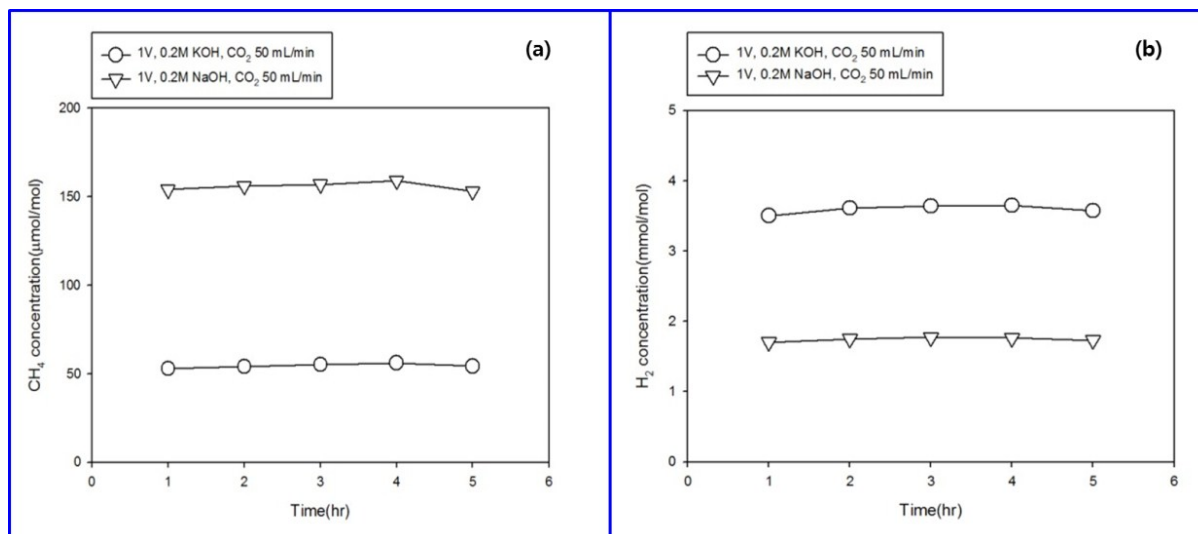 1V, 0.2M KOH, CO₂ 50 mL/min
1V, 0.2M NaOH, CO₂ 50 mL/min
(a)
200
150
100
50
0
CH₄ concentration(μmol/mol)
0 1 2 3 4 5 6
Time(hr)
1V, 0.2M KOH, CO₂ 50 mL/min
1V, 0.2M NaOH, CO₂ 50 mL/min
(b)
5
4
3
2
1
0
H₂ concentration(mmol/mol)
0 1 2 3 4 5 6
Time(hr)